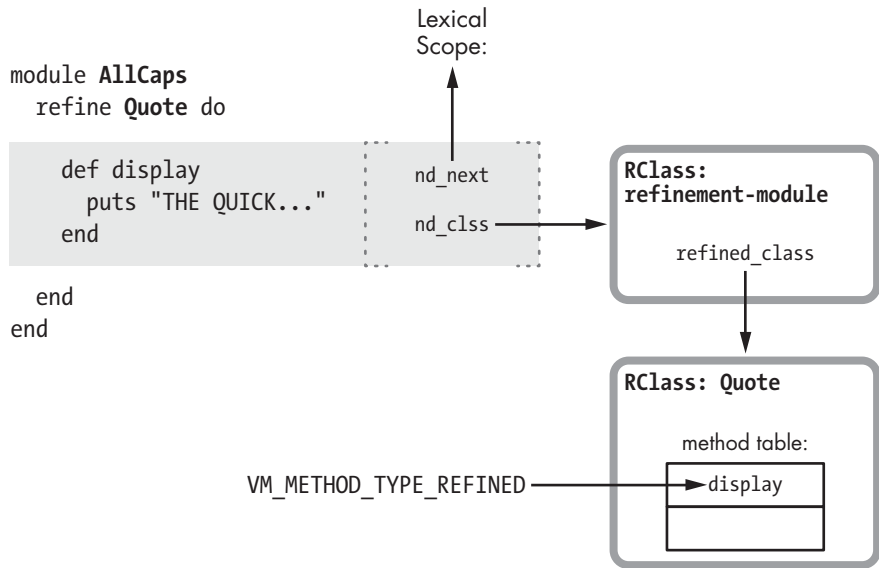 Lexical
Scope:
module AllCaps
refine Quote do
def display
puts "THE QUICK..."
end
end
end
nd_next
nd_clss
RClass:
refinement-module
refined_class
RClass: Quote
method table:
VM_METHOD_TYPE_REFINED
display